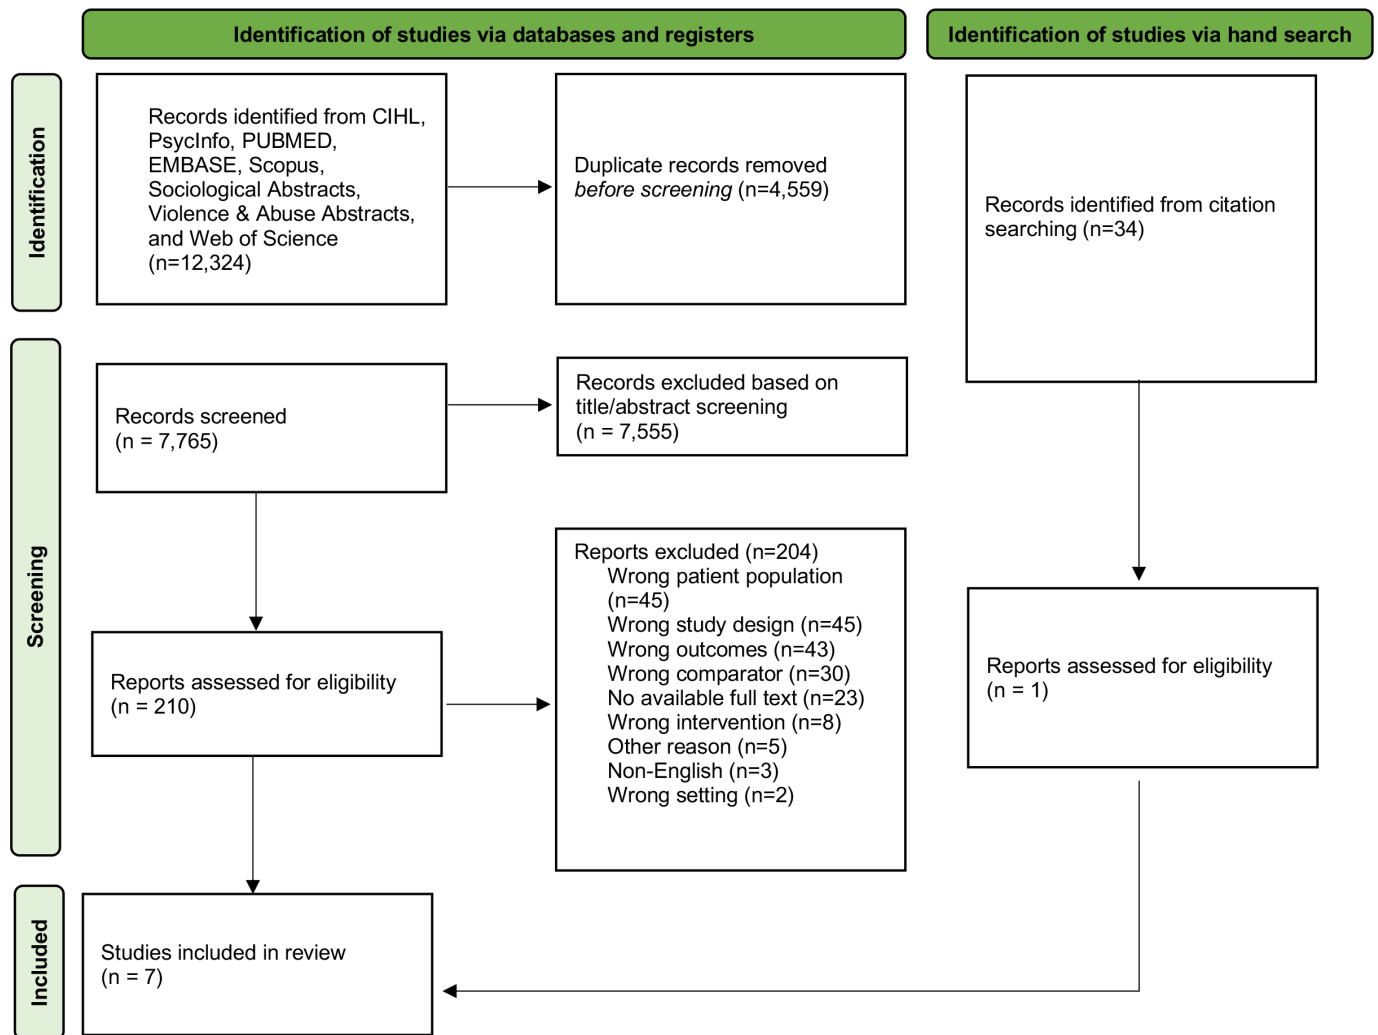 Identification of studies via databases and registers
Identification of studies via hand search
Identification
Records identified from CIHL,
PsycInfo, PUBMED,
EMBASE, Scopus,
Sociological Abstracts,
Violence & Abuse Abstracts,
and Web of Science
(n=12,324)
Duplicate records removed
before screening (n=4,559)
Records identified from citation
searching (n=34)
Screening
Records screened
(n = 7,765)
Records excluded based on
title/abstract screening
(n = 7,555)
Reports assessed for eligibility
(n = 210)
Reports excluded (n=204)
Wrong patient population
(n=45)
Wrong study design (n=45)
Wrong outcomes (n=43)
Wrong comparator (n=30)
No available full text (n=23)
Wrong intervention (n=8)
Other reason (n=5)
Non-English (n=3)
Wrong setting (n=2)
Reports assessed for eligibility
(n = 1)
Included
Studies included in review
(n = 7)